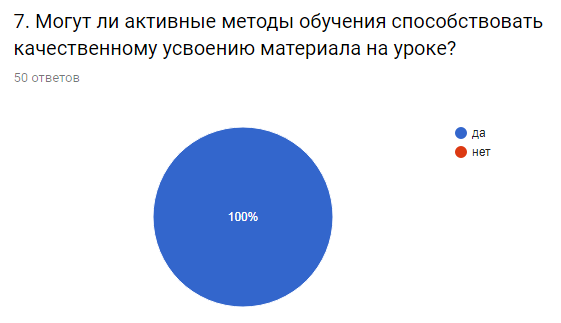 7. Могут ли активные методы обучения способствовать
качественному усвоению материала на уроке?
50 ответов
да
нет
100%